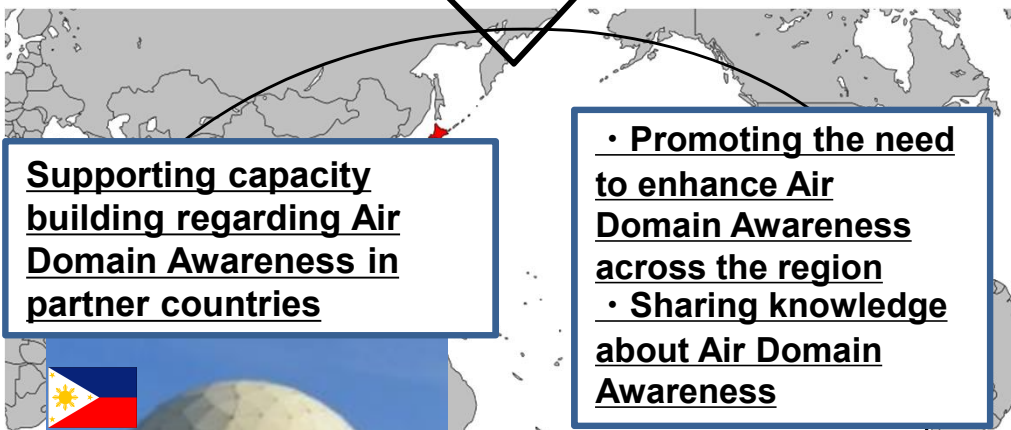 Supporting capacity
building regarding Air
Domain Awareness in
partner countries
・Promoting the need
to enhance Air
Domain Awareness
across the region
・Sharing knowledge
about Air Domain
Awareness